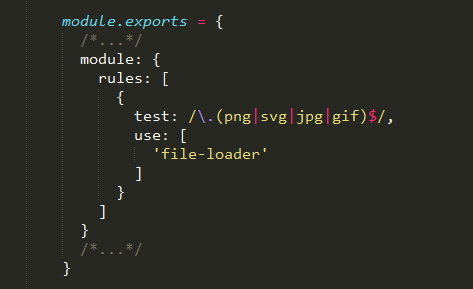 module.exports = {
  /*...*/
  module: {
    rules: [
      {
        test: /\.(png|svg|jpg|gif)$/,
        use: [
          'file-loader'
        ]
      }
    ]
  }
  /*...*/
}